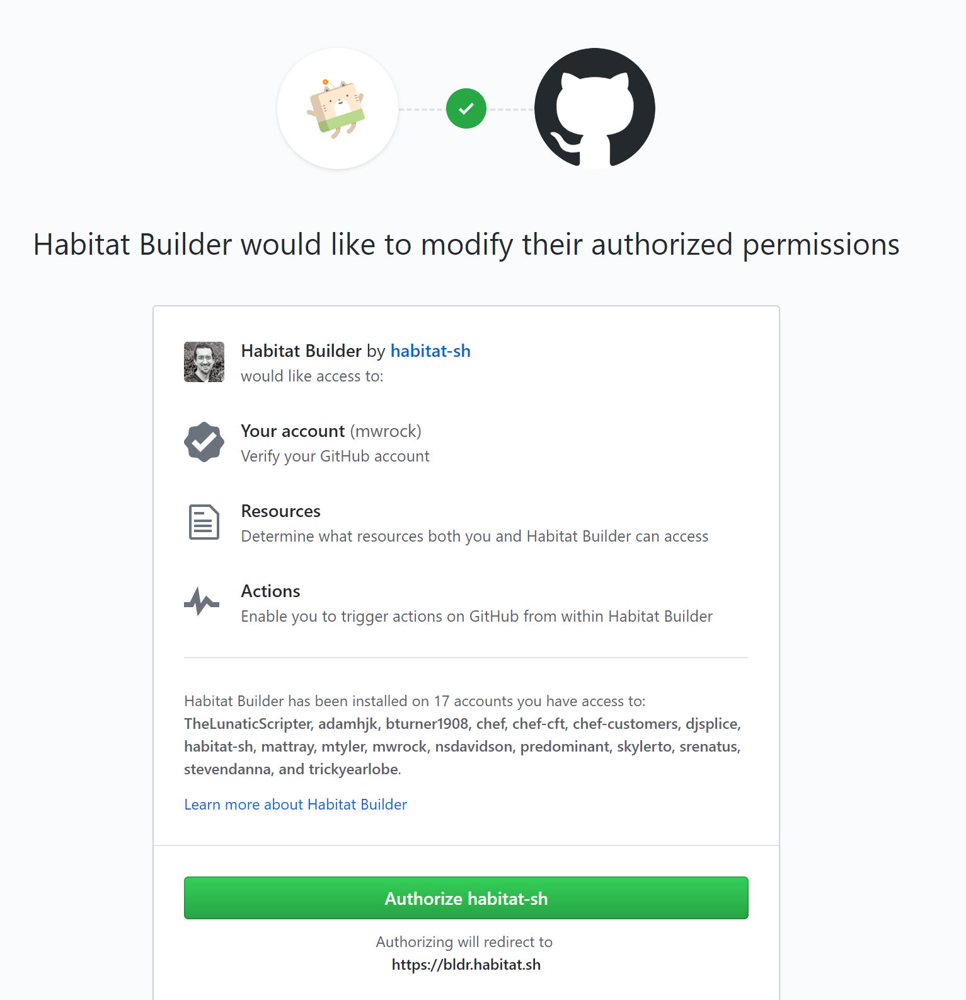 Habitat Builder would like to modify their authorized permissions
Habitat Builder by habitat-sh
would like access to:
Your account (mwrock)
Verify your GitHub account
Resources
Determine what resources both you and Habitat Builder can access
Actions
Enable you to trigger actions on GitHub from within Habitat Builder
Habitat Builder has been installed on 17 accounts you have access to:
TheLunaticScripter, adamhjk, bturner1908, chef, chef-cft, chef-customers, djsplice,
habitat-sh, mattray, mtyler, mwrock, nsdavidson, predominant, skylerto, srenatus,
stevendanna, and trickyearlobe.
Learn more about Habitat Builder
Authorize habitat-sh
Authorizing will redirect to
https://bldr.habitat.sh